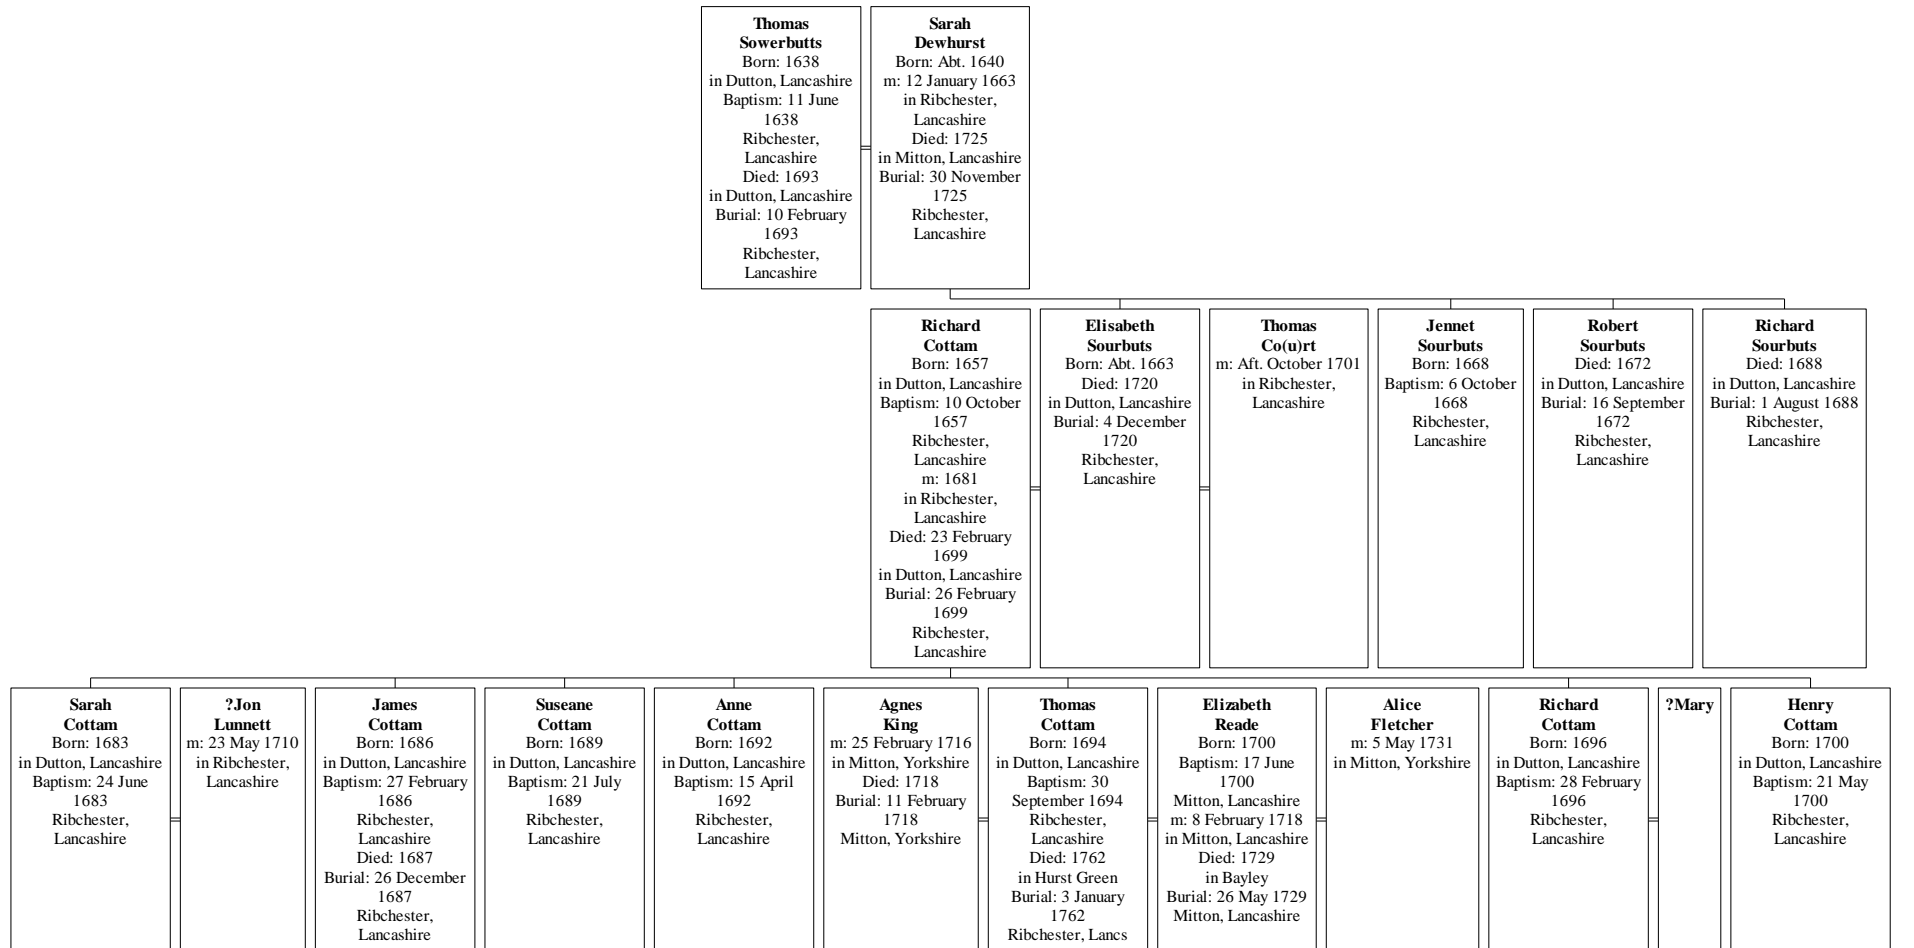 Thomas
Sowerbutts
Born: 1638
in Dutton, Lancashire
Baptism: 11 June
1638
Ribchester,
Lancashire
Died: 1693
in Dutton, Lancashire
Burial: 10 February
1693
Ribchester,
Lancashire
Sarah
Dewhurst
Born: Abt. 1640
m: 12 January 1663
in Ribchester,
Lancashire
Died: 1725
in Mitton, Lancashire
Burial: 30 November
1725
Ribchester,
Lancashire
Richard
Cottam
Born: 1657
in Dutton, Lancashire
Baptism: 10 October
1657
Ribchester,
Lancashire
m: 1681
in Ribchester,
Lancashire
Died: 23 February
1699
in Dutton, Lancashire
Burial: 26 February
1699
Ribchester,
Lancashire
Elisabeth
Sourbuts
Born: Abt. 1663
Died: 1720
in Dutton, Lancashire
Burial: 4 December
1720
Ribchester,
Lancashire
Thomas
Co(u)rt
m: Aft. October 1701
in Ribchester,
Lancashire
Jennet
Sourbuts
Born: 1668
Baptism: 6 October
1668
Ribchester,
Lancashire
Robert
Sourbuts
Died: 1672
in Dutton, Lancashire
Burial: 16 September
1672
Ribchester,
Lancashire
Richard
Sourbuts
Died: 1688
in Dutton, Lancashire
Burial: 1 August 1688
Ribchester,
Lancashire
Sarah
Cottam
Born: 1683
in Dutton, Lancashire
Baptism: 24 June
1683
Ribchester,
Lancashire
?Jon
Lunnett
m: 23 May 1710
in Ribchester,
Lancashire
James
Cottam
Born: 1686
in Dutton, Lancashire
Baptism: 27 February
1686
Ribchester,
Lancashire
Died: 1687
Burial: 26 December
1687
Ribchester,
Lancashire
Suseane
Cottam
Born: 1689
in Dutton, Lancashire
Baptism: 21 July
1689
Ribchester,
Lancashire
Anne
Cottam
Born: 1692
in Dutton, Lancashire
Baptism: 15 April
1692
Ribchester,
Lancashire
Agnes
King
m: 25 February 1716
in Mitton, Yorkshire
Died: 1718
Burial: 11 February
1718
Mitton, Yorkshire
Thomas
Cottam
Born: 1694
in Dutton, Lancashire
Baptism: 30
September 1694
Ribchester,
Lancashire
Died: 1762
in Hurst Green
Burial: 3 January
1762
Ribchester, Lancs
Elizabeth
Reade
Born: 1700
Baptism: 17 June
1700
Mitton, Lancashire
m: 8 February 1718
in Mitton, Lancashire
Died: 1729
in Bayley
Burial: 26 May 1729
Mitton, Lancashire
Alice
Fletcher
m: 5 May 1731
in Mitton, Yorkshire
Richard
Cottam
Born: 1696
in Dutton, Lancashire
Baptism: 28 February
1696
Ribchester,
Lancashire
?Mary
Henry
Cottam
Born: 1700
in Dutton, Lancashire
Baptism: 21 May
1700
Ribchester,
Lancashire